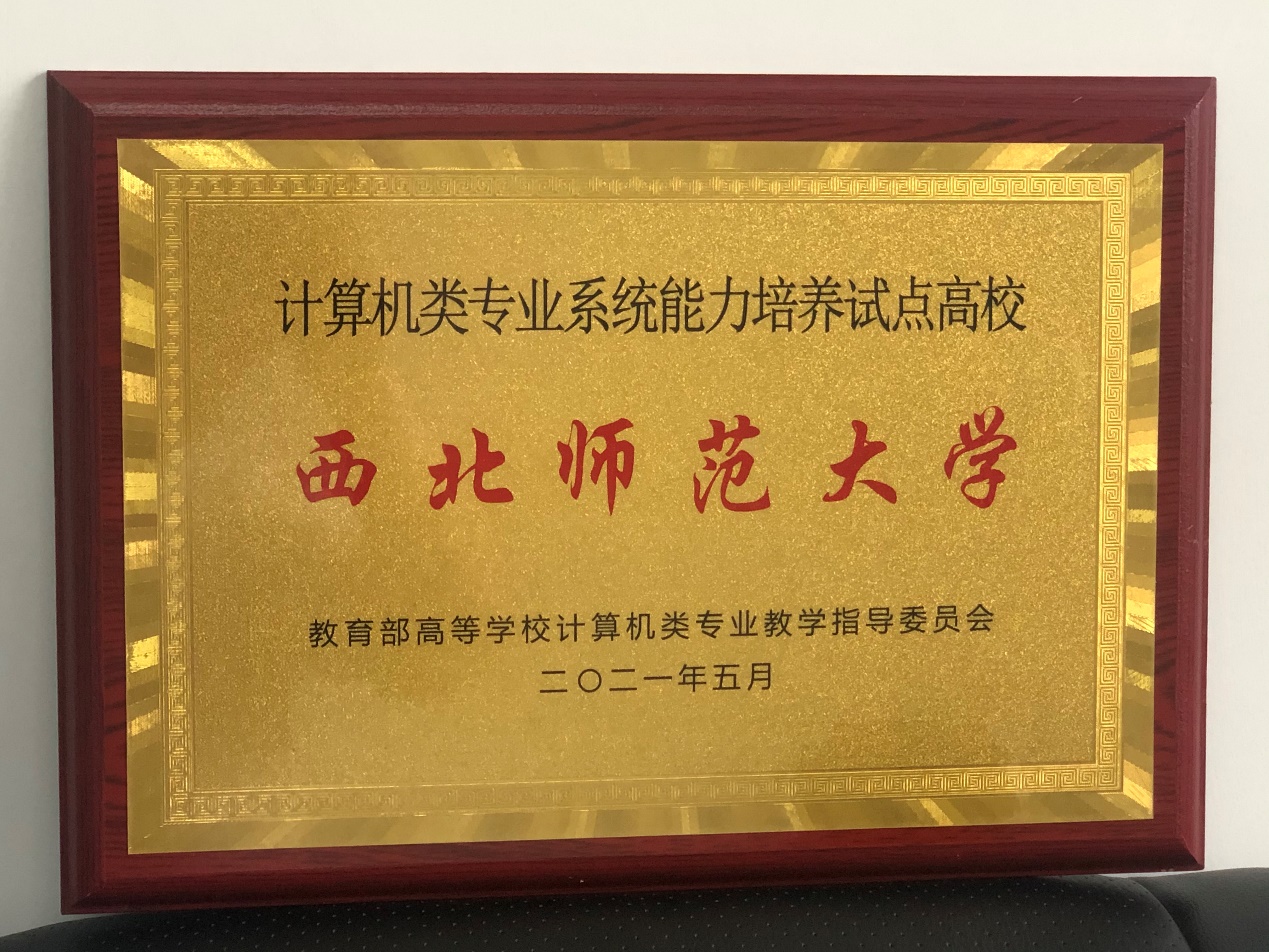 计算机类专业系统能力培养试点高校
西北师范大学
教育部高等学校计算机类专业教学指导委员会
二〇二一年五月